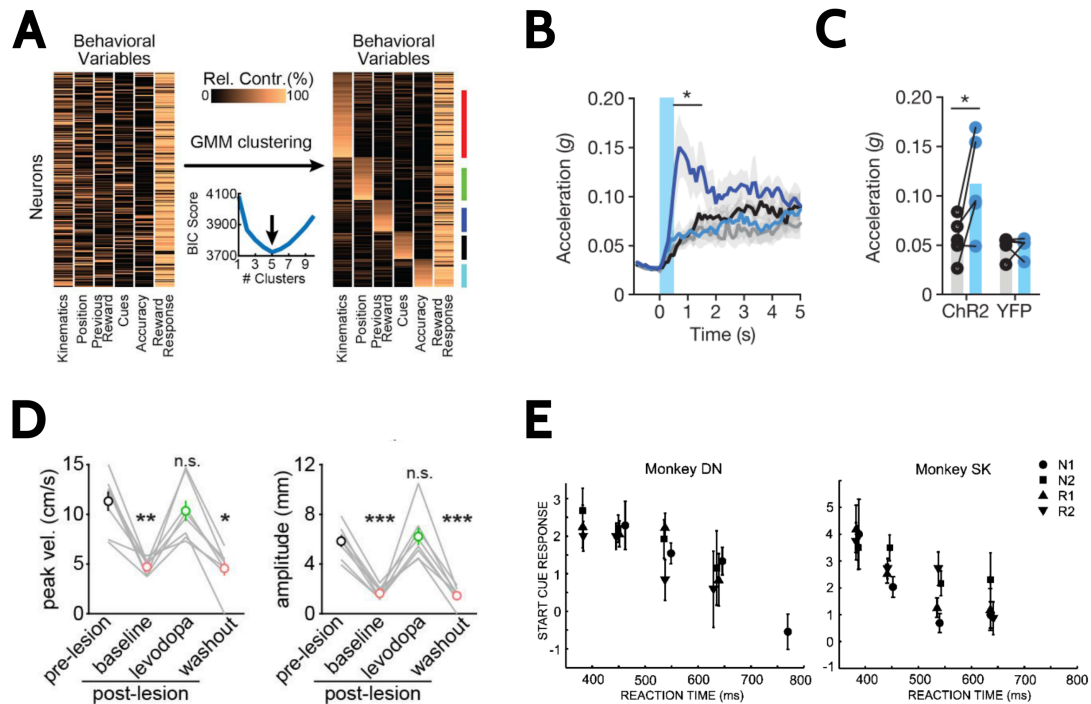 A
Behavioral
Variables
Behavioral
Variables
Rel. Contr.(%)
0
100
GMM clustering
Neurons
BIC Score
4100
3900
3700
1 3 5 7 9
# Clusters
Kinematics
Position
Previous
Reward
Cues
Accuracy
Reward
Response
Kinematics
Position
Previous
Reward
Cues
Accuracy
Reward
Response
B
Acceleration (g)
0.20
0.15
0.10
0.05
0
*
0 1 2 3 4 5
Time (s)
C
Acceleration (g)
0.20
0.15
0.10
0.05
0
*
ChR2 YFP
D
peak vel. (cm/s)
15
10
5
0
n.s.
**
*
pre-lesion
baseline
levodopa
washout
post-lesion
amplitude (mm)
12
8
4
0
n.s.
***
***
pre-lesion
baseline
levodopa
washout
post-lesion
E
Monkey DN
START CUE RESPONSE
3
2
1
0
-1
400 500 600 700 800
REACTION TIME (ms)
Monkey SK
6
5
4
3
2
1
0
-1
400 500 600 700 800
REACTION TIME (ms)
N1
N2
R1
R2